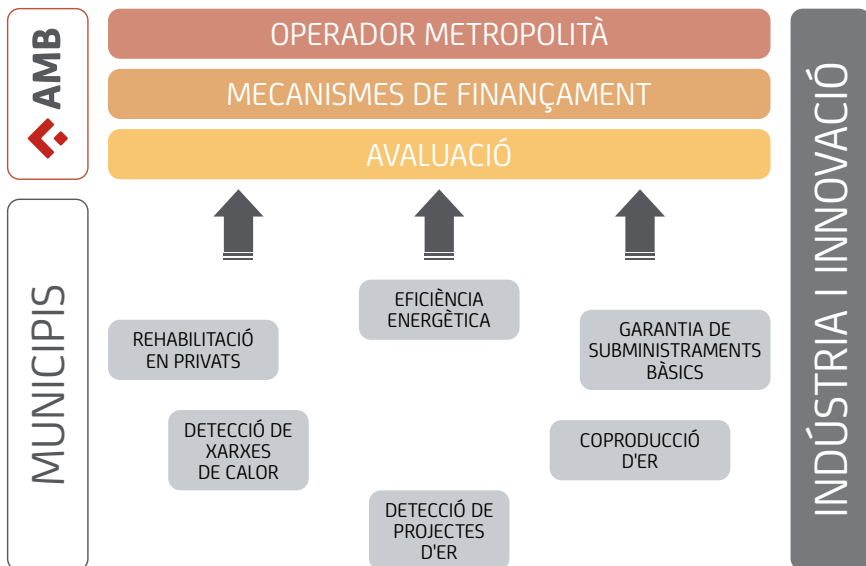 AMB
OPERADOR METROPOLITÀ
MECANISMES DE FINANÇAMENT
AVALUACIÓ
MUNICIPIS
EFICIÈNCIA
ENERGÈTICA
REHABILITACIÓ
EN PRIVATS
GARANTIA DE
SUBMINISTRAMENTS
BÀSICS
DETECCIÓ DE
XARXES
DE CALOR
COPRODUCCIÓ
D'ER
DETECCIÓ DE
PROJECTES
D'ER
INDÚSTRIA I INNOVACIÓ